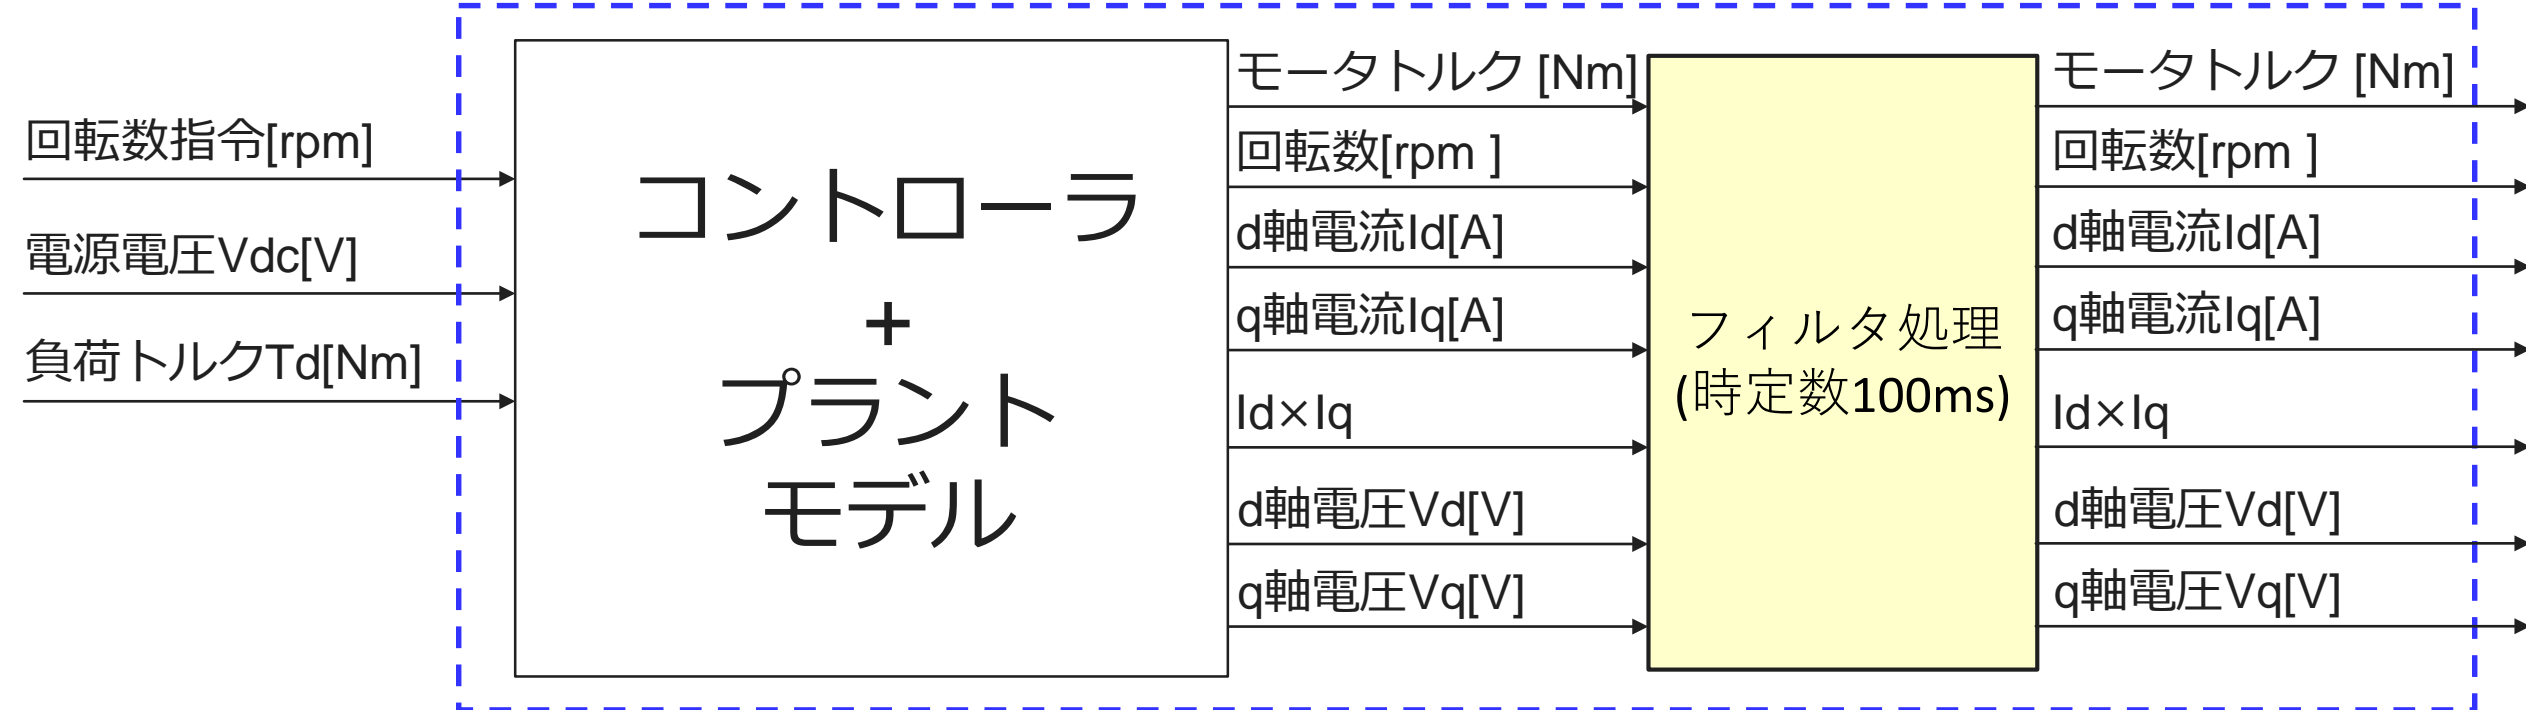 回転数指令[rpm]
電源電圧Vdc[V]
負荷トルクTd[Nm]
コントローラ
+
プラント
モデル
モータトルク [Nm]
回転数[rpm ]
d軸電流Id[A]
q軸電流Iq[A]
Id×Iq
d軸電圧Vd[V]
q軸電圧Vq[V]
フィルタ処理
(時定数100ms)
モータトルク [Nm]
回転数[rpm ]
d軸電流Id[A]
q軸電流Iq[A]
Id×Iq
d軸電圧Vd[V]
q軸電圧Vq[V]